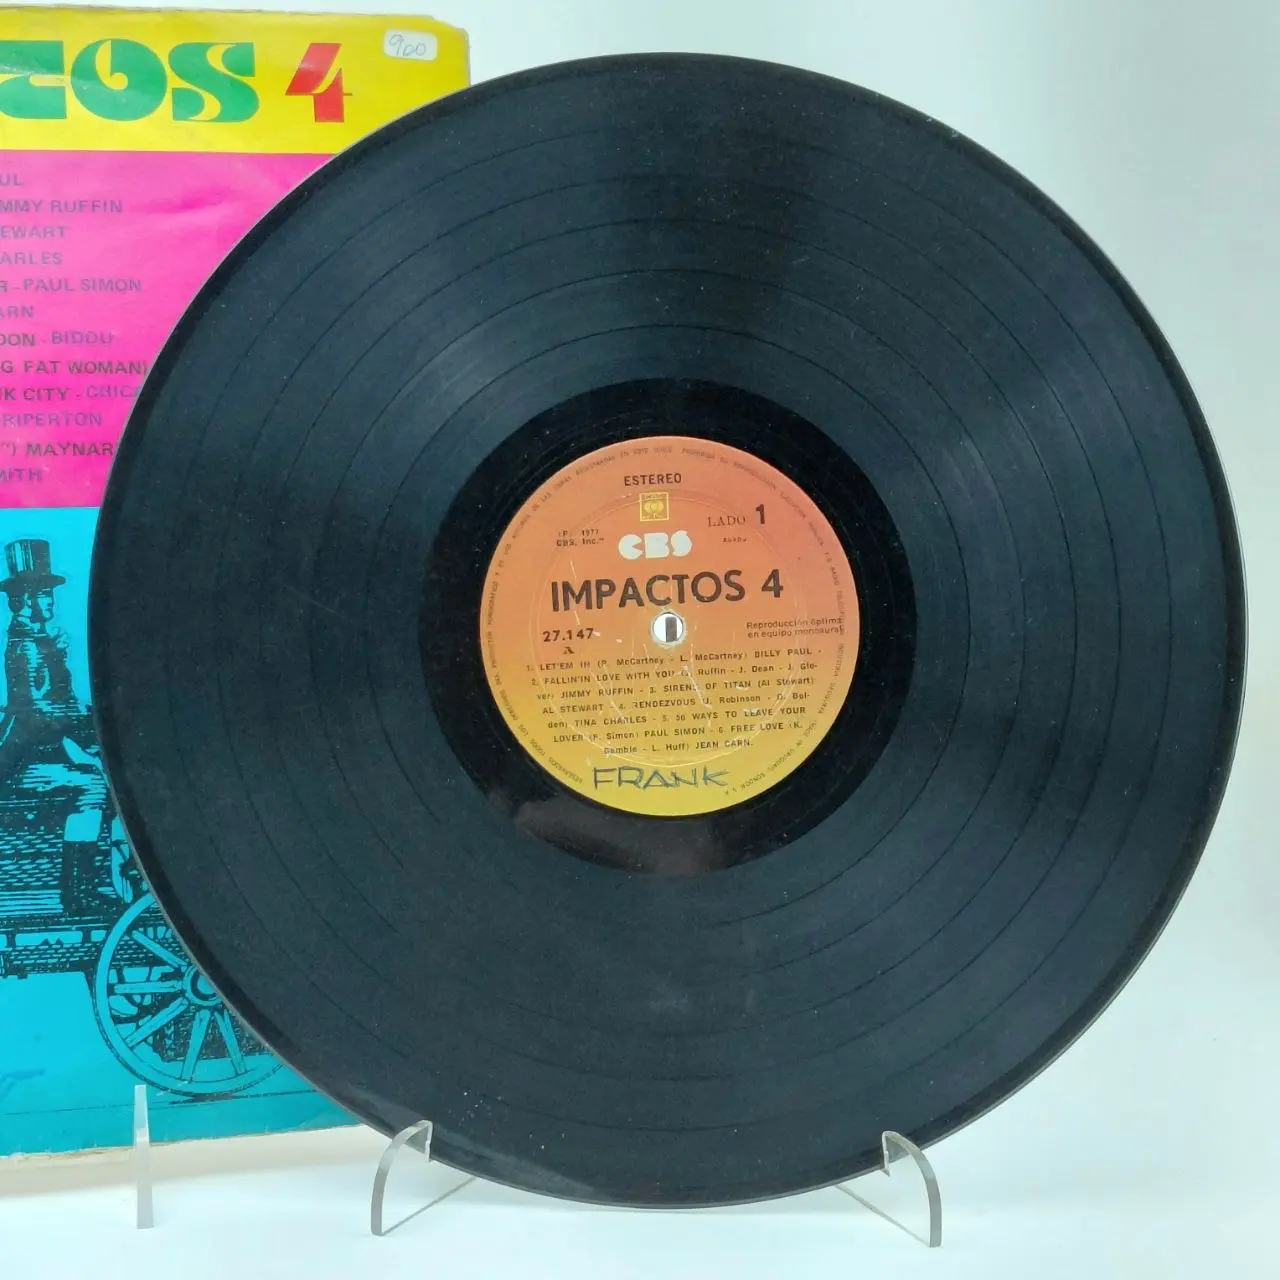 TOS 4
900
UL
MMY RUFFIN
EWART
ARLES
R-PAUL SIMON
ARN
DON-BIDDU
G FAT WOMAN)
K CITY-CHICA
RIPERTON
") MAYNAR
MITH
ESTEREO
LADO 1
(P) 1977
CBS, Inc."
CBS
IMPACTOS 4
27.147
A
Reproducción óptima
en equipo monoaural
1. LET'EM IN (P. McCartney - L. McCartney) BILLY PAUL -
2. FALLIN'IN LOVE WITH YOU (J. Ruffin - J. Dean - J. Glo-
ver) JIMMY RUFFIN - 3. SIRENS OF TITAN (Al Stewart)
AL STEWART - 4. RENDEZVOUS (J. Robinson - D. Bol-
den) TINA CHARLES - 5. 50 WAYS TO LEAVE YOUR
LOVER (P. Simon) PAUL SIMON - 6. FREE LOVE (K.
Gamble - L. Huff) JEAN CARN.
FRANK